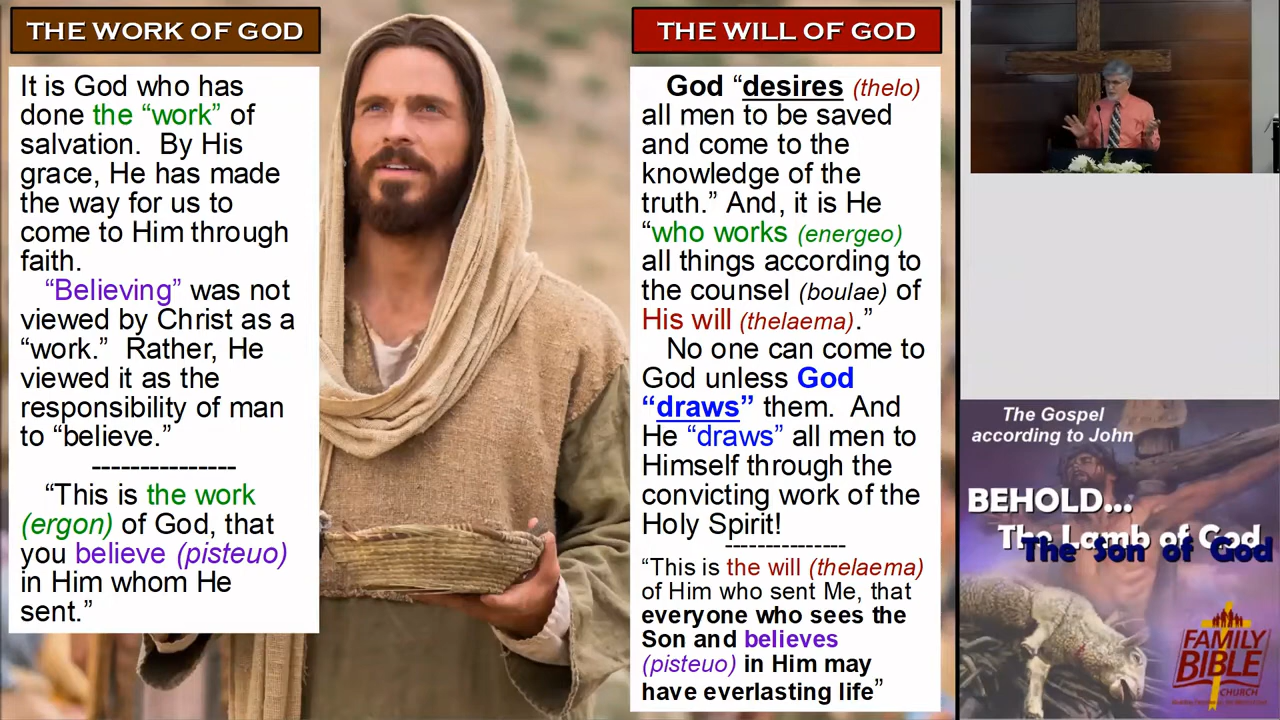 THE WORK OF GOD
It is God who has
done the “work” of
salvation. By His
grace, He has made
the way for us to
come to Him through
faith.
“Believing” was not
viewed by Christ as a
“work.” Rather, He
viewed it as the
responsibility of man
to “believe.”
---------------
“This is the work
(ergon) of God, that
you believe (pisteuo)
in Him whom He
sent.”
THE WILL OF GOD
God “desires (thelo)
all men to be saved
and come to the
knowledge of the
truth.” And, it is He
“who works (energeo)
all things according to
the counsel (boulae) of
His will (thelaema).”
No one can come to
God unless God
“draws” them. And
He “draws” all men to
Himself through the
convicting work of the
Holy Spirit!
---------------
“This is the will (thelaema)
of Him who sent Me, that
everyone who sees the
Son and believes
(pisteuo) in Him may
have everlasting life”
The Gospel
according to John
BEHOLD...
The Lamb of God
The Son of God
FAMILY
BIBLE
CHURCH